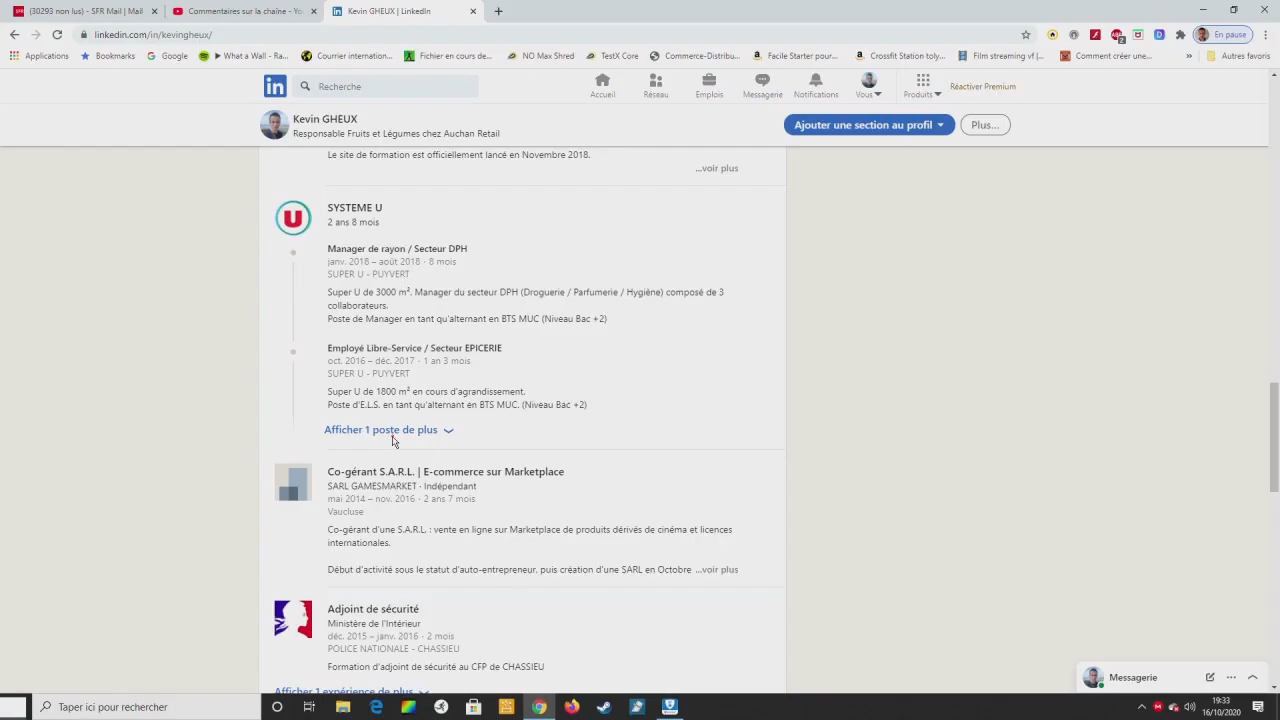 (30293 non lus) - SFR Mail | Mail
Commentaires sur la chaîne - Yo
Kevin GHEUX | LinkedIn
linkedin.com/in/kevingheux/
En pause
Applications
Google
What a Wall - Ra...
Courrier internation...
Fichier en cours de...
NO Max Shred
TestX Core
Commerce-Distribu...
Facile Starter pour...
Crossfit Station toly...
Film streaming vf |...
Comment créer une...
»
Autres favoris
in
Recherche
Accueil
Réseau
Emplois
Messagerie
Notifications
Vous
Produits
Réactiver Premium
Kevin GHEUX
Responsable Fruits et Légumes chez Auchan Retail
Ajouter une section au profil
Plus...
Le site de formation est officiellement lancé en Novembre 2018.
...voir plus
U
SYSTEME U
2 ans 8 mois
Manager de rayon / Secteur DPH
janv. 2018 – août 2018 · 8 mois
SUPER U - PUYVERT
Super U de 3000 m². Manager du secteur DPH (Droguerie / Parfumerie / Hygiène) composé de 3
collaborateurs.
Poste de Manager en tant qu'alternant en BTS MUC (Niveau Bac +2)
Employé Libre-Service / Secteur EPICERIE
oct. 2016 – déc. 2017 · 1 an 3 mois
SUPER U - PUYVERT
Super U de 1800 m² en cours d'agrandissement.
Poste d'E.L.S. en tant qu'alternant en BTS MUC. (Niveau Bac +2)
Afficher 1 poste de plus
Co-gérant S.A.R.L. | E-commerce sur Marketplace
SARL GAMESMARKET · Indépendant
mai 2014 – nov. 2016 · 2 ans 7 mois
Vaucluse
Co-gérant d'une S.A.R.L. : vente en ligne sur Marketplace de produits dérivés de cinéma et licences
internationales.
Début d'activité sous le statut d'auto-entrepreneur, puis création d'une SARL en Octobre ...voir plus
Adjoint de sécurité
Ministère de l'Intérieur
déc. 2015 – janv. 2016 · 2 mois
POLICE NATIONALE - CHASSIEU
Formation d'adjoint de sécurité au CFP de CHASSIEU
Afficher 1 expérience de plus
Messagerie
Taper ici pour rechercher
19:33
16/10/2020